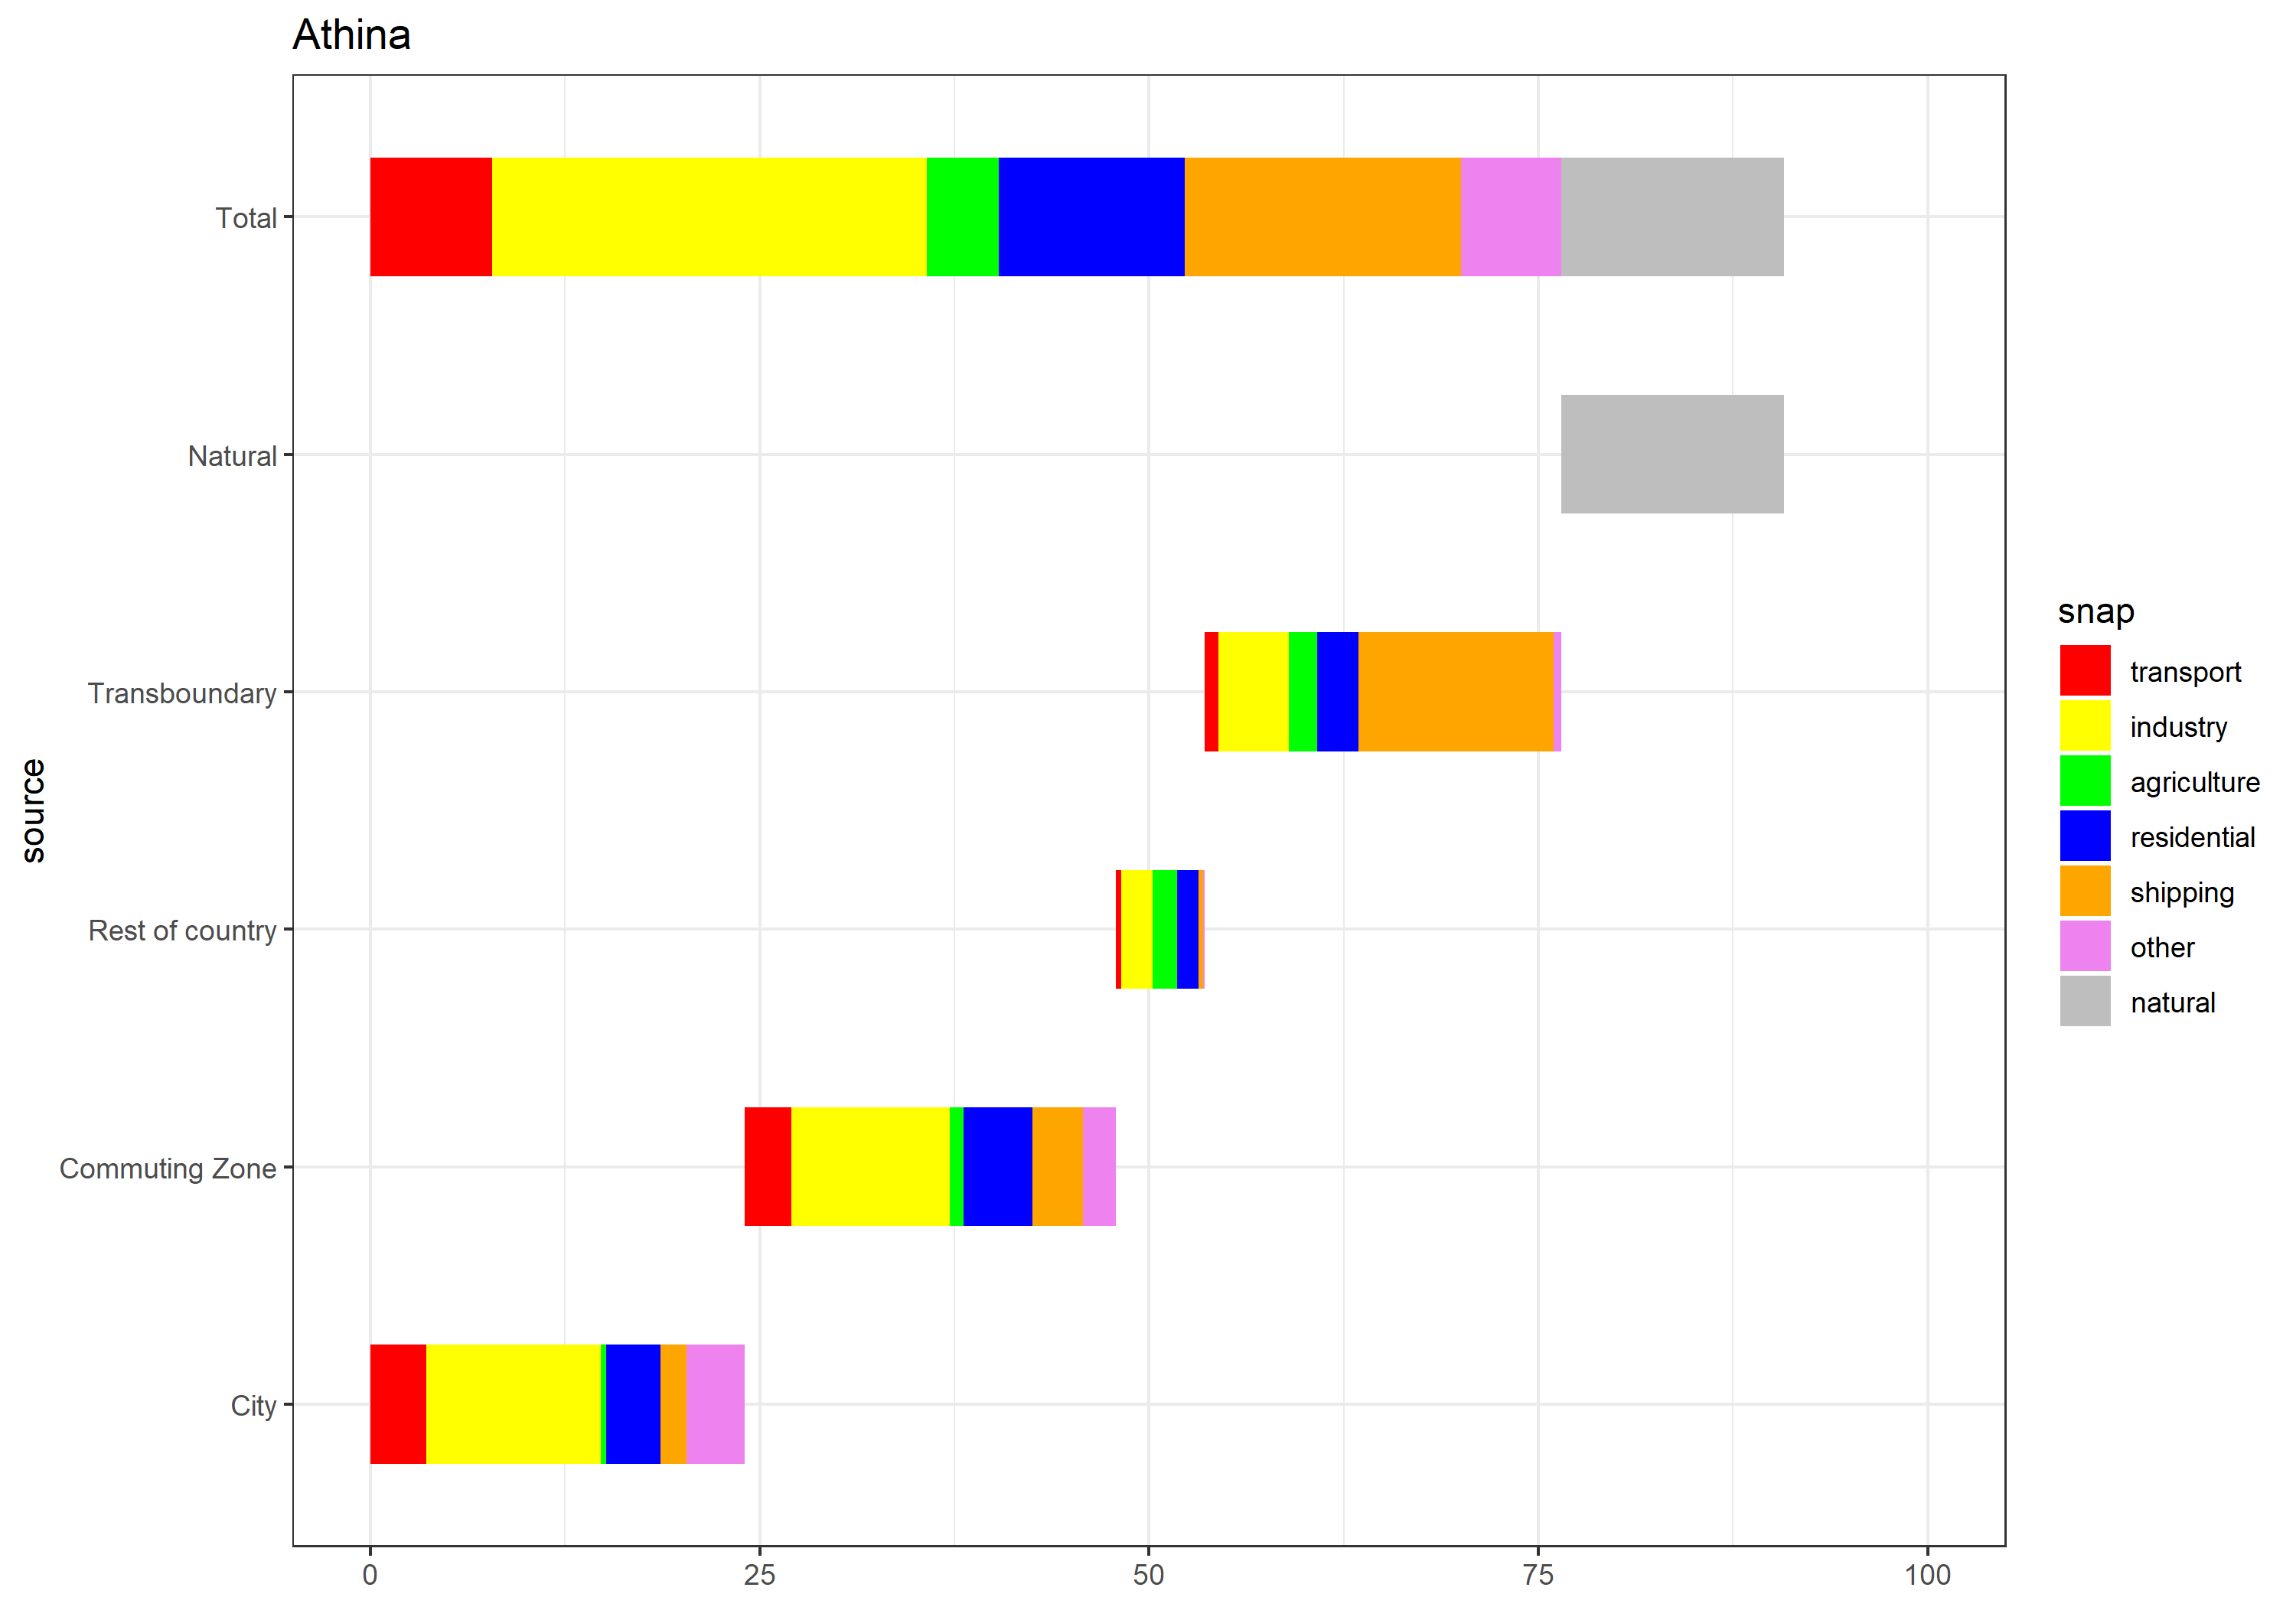 Athina
source
Total
Natural
Transboundary
Rest of country
Commuting Zone
City
0 25 50 75 100
snap
transport
industry
agriculture
residential
shipping
other
natural